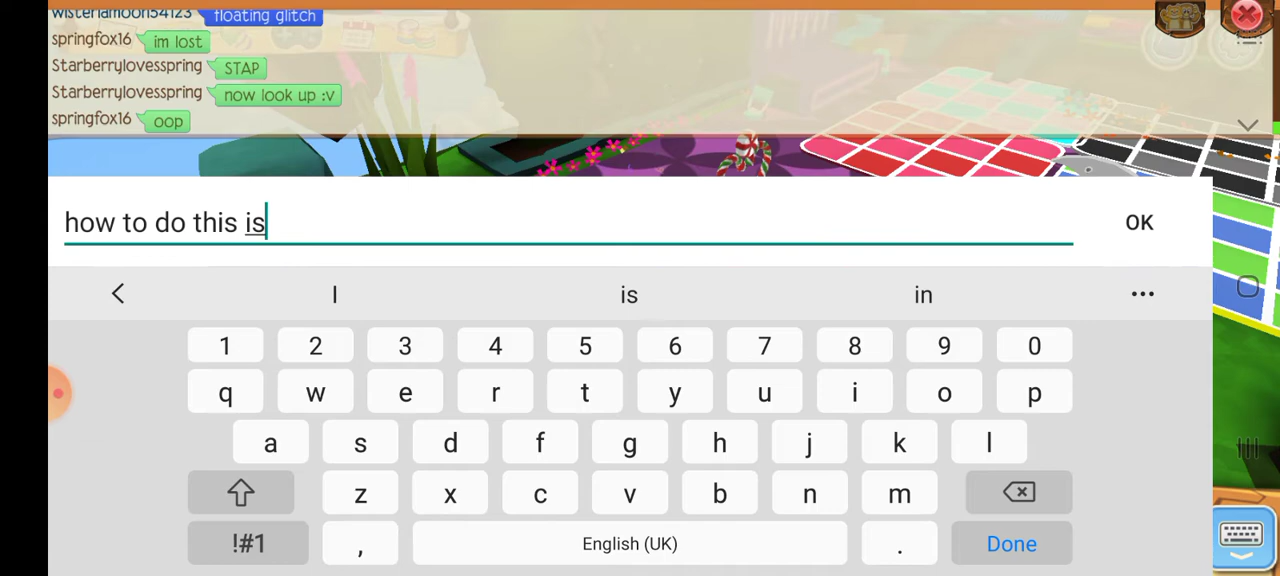 wisteriamoon54123 floating glitch
springfox16 im lost
Starberrylovesspring STAP
Starberrylovesspring now look up :v
springfox16 oop
how to do this is
OK
I is in
1 2 3 4 5 6 7 8 9 0
q w e r t y u i o p
a s d f g h j k l
z x c v b n m
!#1 , English (UK) . Done